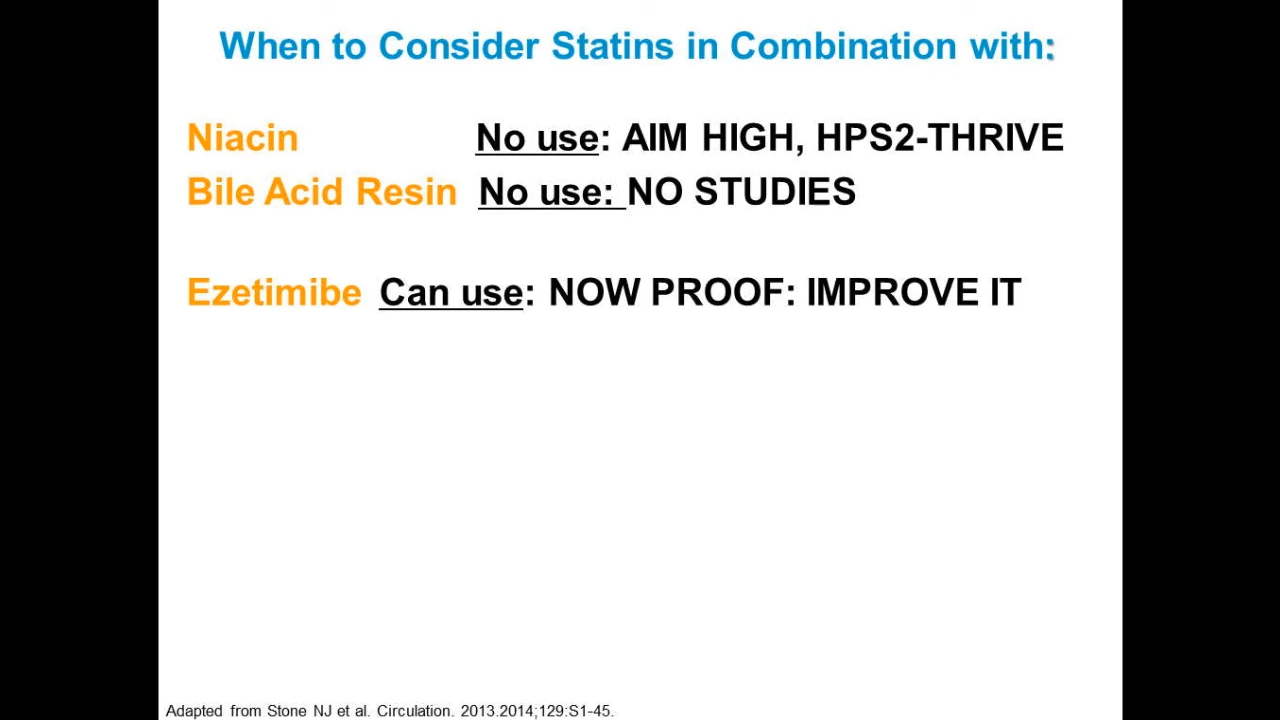 When to Consider Statins in Combination with:
Niacin No use: AIM HIGH, HPS2-THRIVE
Bile Acid Resin No use: NO STUDIES
Ezetimibe Can use: NOW PROOF: IMPROVE IT
Adapted from Stone NJ et al. Circulation. 2013.2014;129:S1-45.